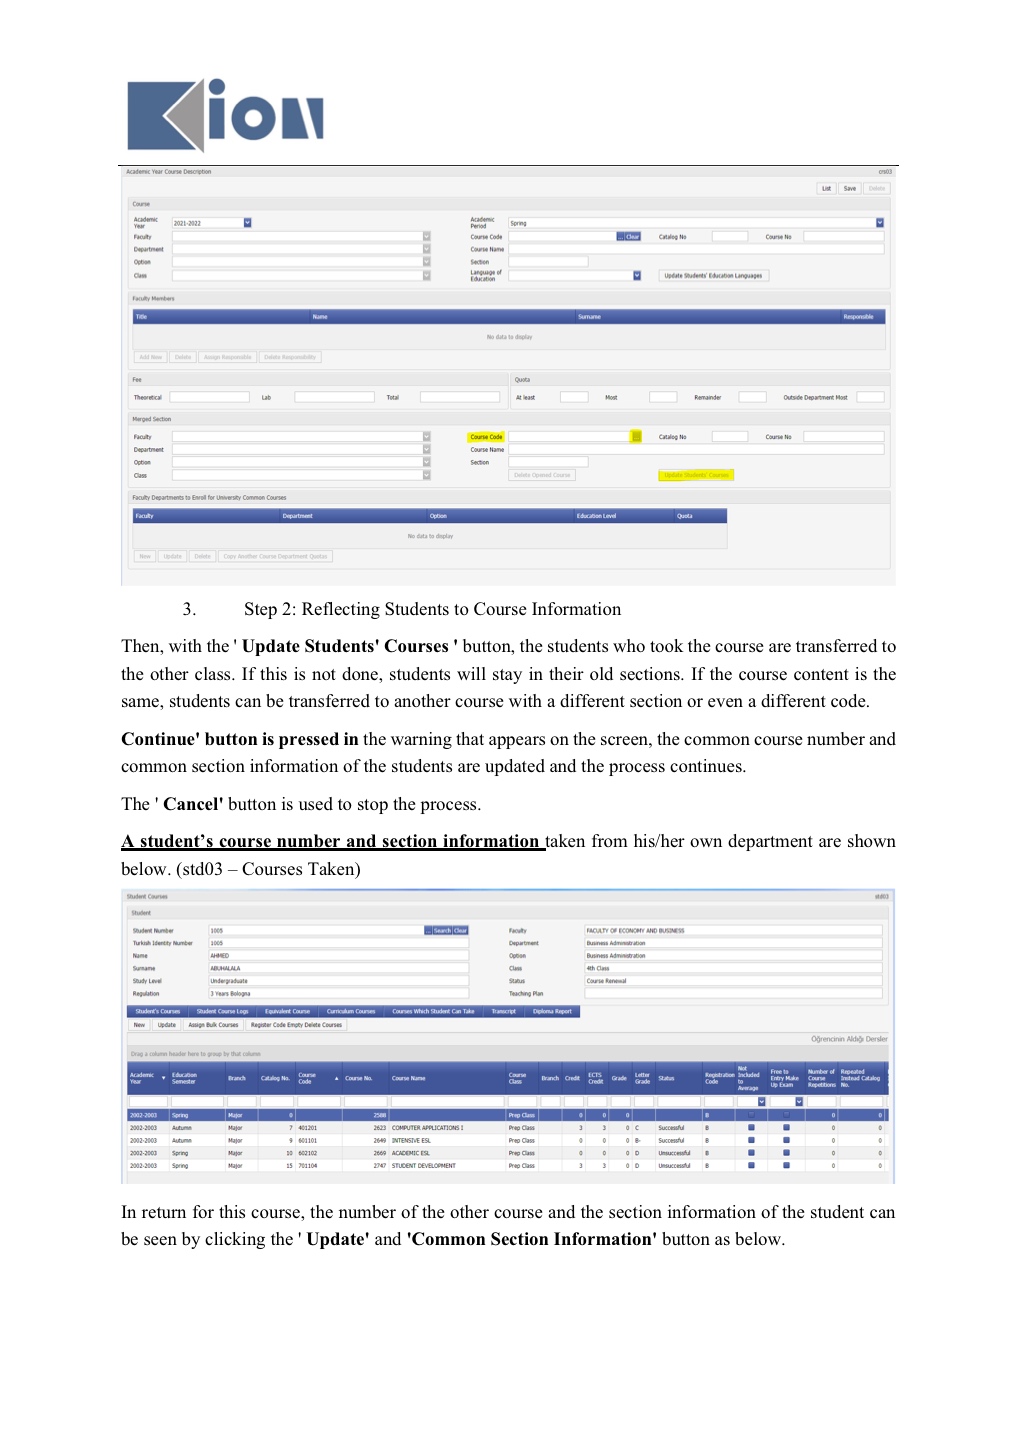 Kion
Academic Year Course Description crs03
List Save Delete
Course
Academic Year 2021-2022 Academic Period Spring
Faculty Course Code ... Clear Catalog No Course No
Department Course Name
Option Section
Class Language of Education Update Students' Education Languages
Faculty Members
Title Name Surname Responsible
No data to display
Add New Delete Assign Responsible Delete Responsibility
Fee Quota
Theoretical Lab Total At least Most Remainder Outside Department Most
Merged Section
Faculty Course Code Catalog No Course No
Department Course Name
Option Section
Class Delete Opened Course Update Students' Courses
Faculty Departments to Enroll for University Common Courses
Faculty Department Option Education Level Quota
No data to display
New Update Delete Copy Another Course Department Quotas
3. Step 2: Reflecting Students to Course Information
Then, with the ' Update Students' Courses ' button, the students who took the course are transferred to
the other class. If this is not done, students will stay in their old sections. If the course content is the
same, students can be transferred to another course with a different section or even a different code.
Continue' button is pressed in the warning that appears on the screen, the common course number and
common section information of the students are updated and the process continues.
The ' Cancel' button is used to stop the process.
A student’s course number and section information taken from his/her own department are shown
below. (std03 – Courses Taken)
Student Courses std03
Student
Student Number 1005 ... Search Clear Faculty FACULTY OF ECONOMY AND BUSINESS
Turkish Identity Number 1005 Department Business Administration
Name AHMED Option Business Administration
Surname ABUHALALA Class 4th Class
Study Level Undergraduate Status Course Renewal
Regulation 3 Years Bologna Teaching Plan
Student's Courses Student Course Logs Equivalent Course Curriculum Courses Courses Which Student Can Take Transcript Diploma Report
New Update Assign Bulk Courses Register Code Empty Delete Courses
Öğrencinin Aldığı Dersler
Drag a column header here to group by that column
Academic Year Education Semester Branch Catalog No. Course Code Course No. Course Name Course Class Branch Credit ECTS Credit Grade Letter Grade Status Registration Code Not Included to Average Free to Entry Make Up Exam Number of Course Repetitions Repeated Instead Catalog No.
2002-2003 Spring Major 0 2588 Prep Class 0 0 0 B 0 0
2002-2003 Autumn Major 7 401201 2623 COMPUTER APPLICATIONS I Prep Class 3 3 0 C Successful B 0 0
2002-2003 Autumn Major 9 601101 2649 INTENSIVE ESL Prep Class 0 0 0 B- Successful B 0 0
2002-2003 Spring Major 10 602102 2669 ACADEMIC ESL Prep Class 0 0 0 D Unsuccessful B 0 0
2002-2003 Spring Major 15 701104 2747 STUDENT DEVELOPMENT Prep Class 3 3 0 D Unsuccessful B 0 0
In return for this course, the number of the other course and the section information of the student can
be seen by clicking the ' Update' and 'Common Section Information' button as below.